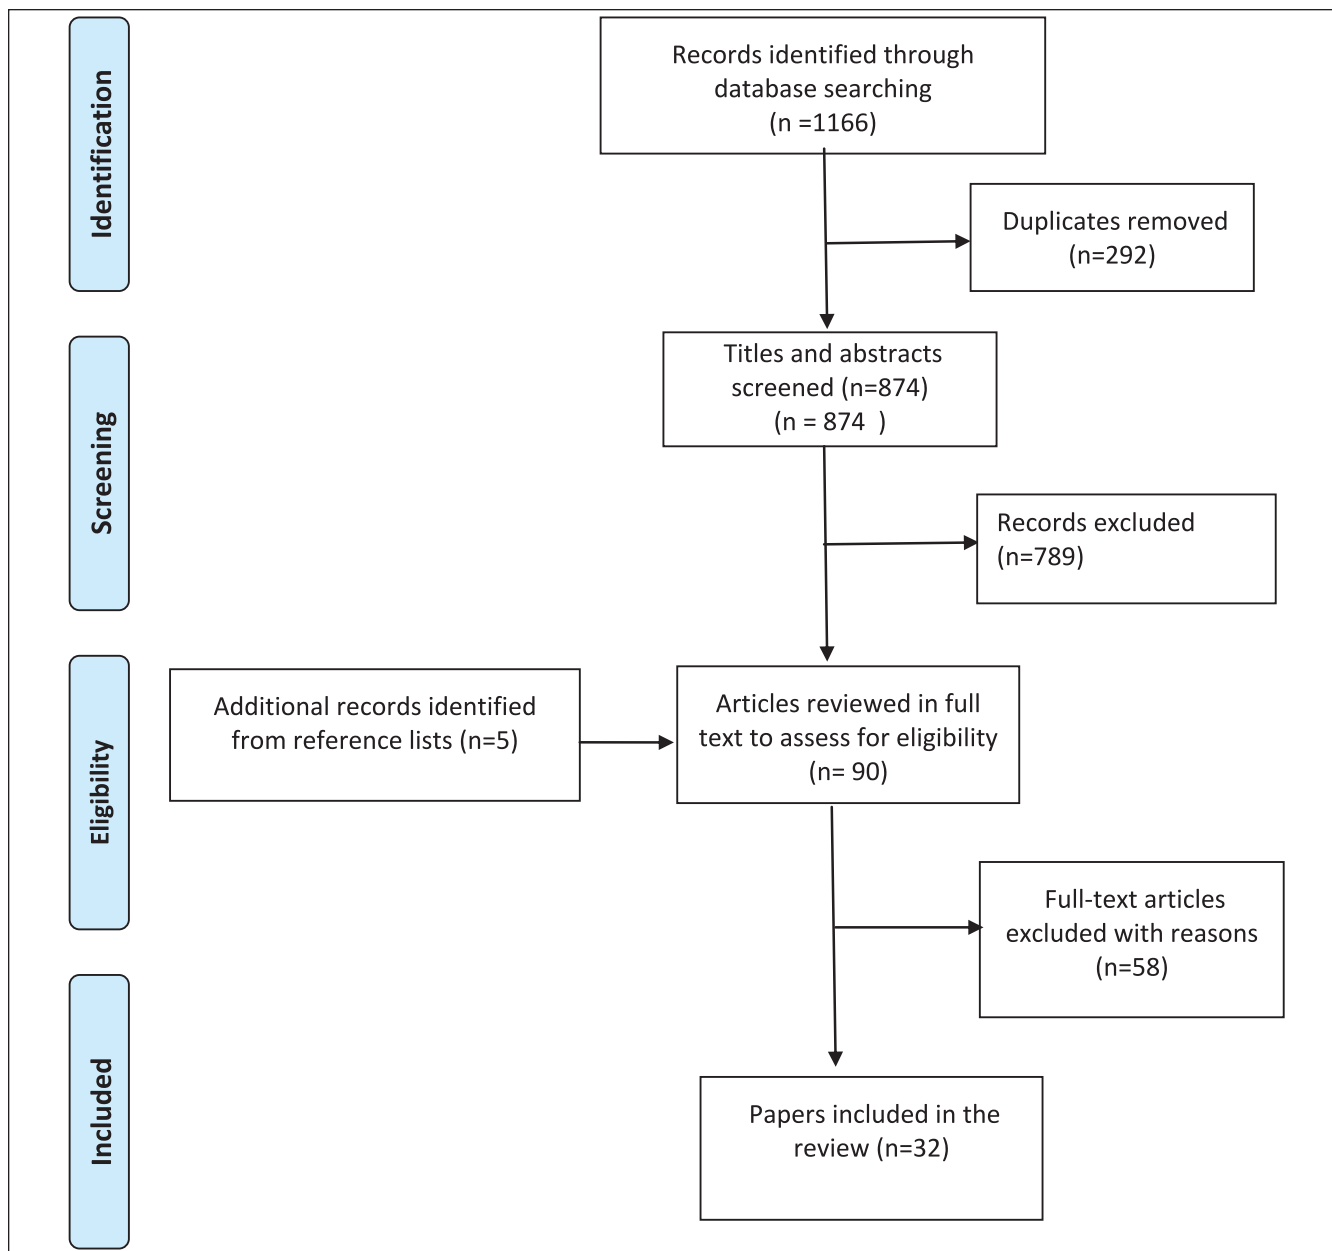 Identification
Records identified through
database searching
(n =1166)
Duplicates removed
(n=292)
Screening
Titles and abstracts
screened (n=874)
(n = 874  )
Records excluded
(n=789)
Eligibility
Additional records identified
from reference lists (n=5)
Articles reviewed in full
text to assess for eligibility
(n= 90)
Full-text articles
excluded with reasons
(n=58)
Included
Papers included in the
review (n=32)